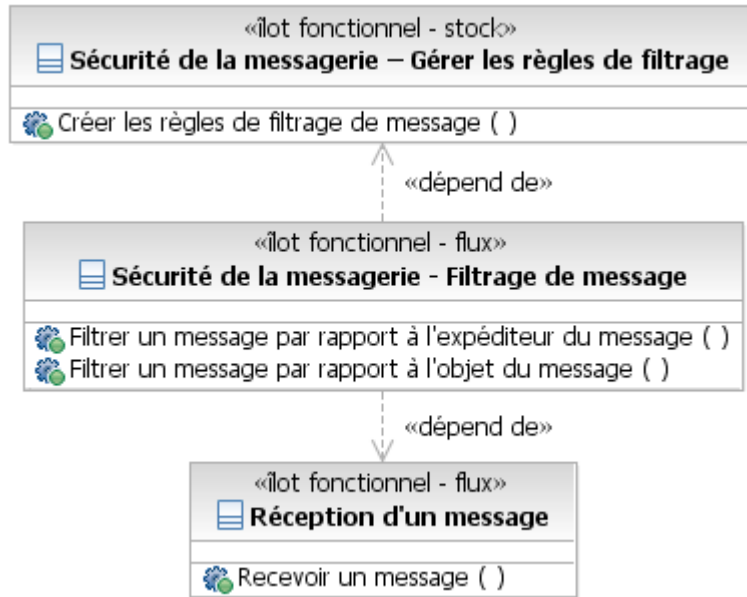 «îlot fonctionnel - stock»
Sécurité de la messagerie – Gérer les règles de filtrage
Créer les règles de filtrage de message ( )
«dépend de»
«îlot fonctionnel - flux»
Sécurité de la messagerie - Filtrage de message
Filtrer un message par rapport à l'expéditeur du message ( )
Filtrer un message par rapport à l'objet du message ( )
«dépend de»
«îlot fonctionnel - flux»
Réception d'un message
Recevoir un message ( )